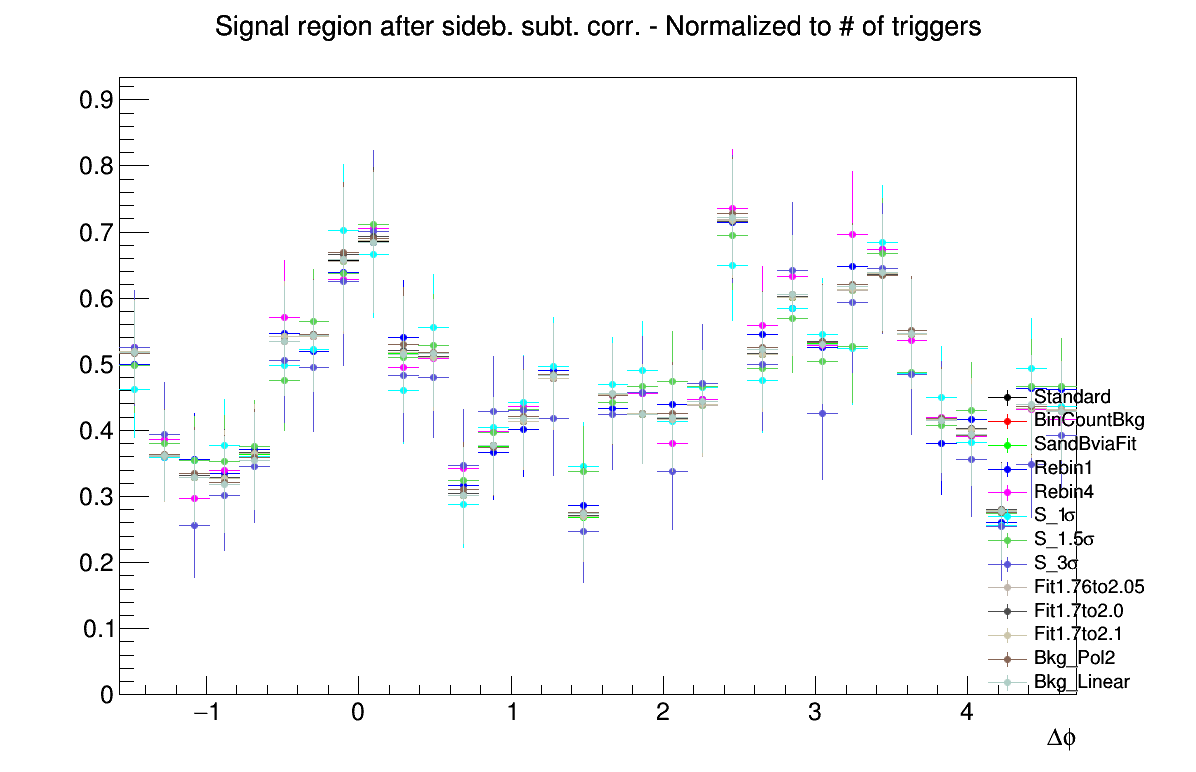 Signal region after sideb. subt. corr. - Normalized to # of triggers
0.9
0.8
0.7
0.6
0.5
0.4
0.3
0.2
0.1
0
Standard
BinCountBkg
SandBviaFit
Rebin1
Rebin4
S_1σ
S_1.5σ
S_3σ
Fit1.76to2.05
Fit1.7to2.0
Fit1.7to2.1
Bkg_Pol2
Bkg_Linear
−1 0 1 2 3 4
Δϕ